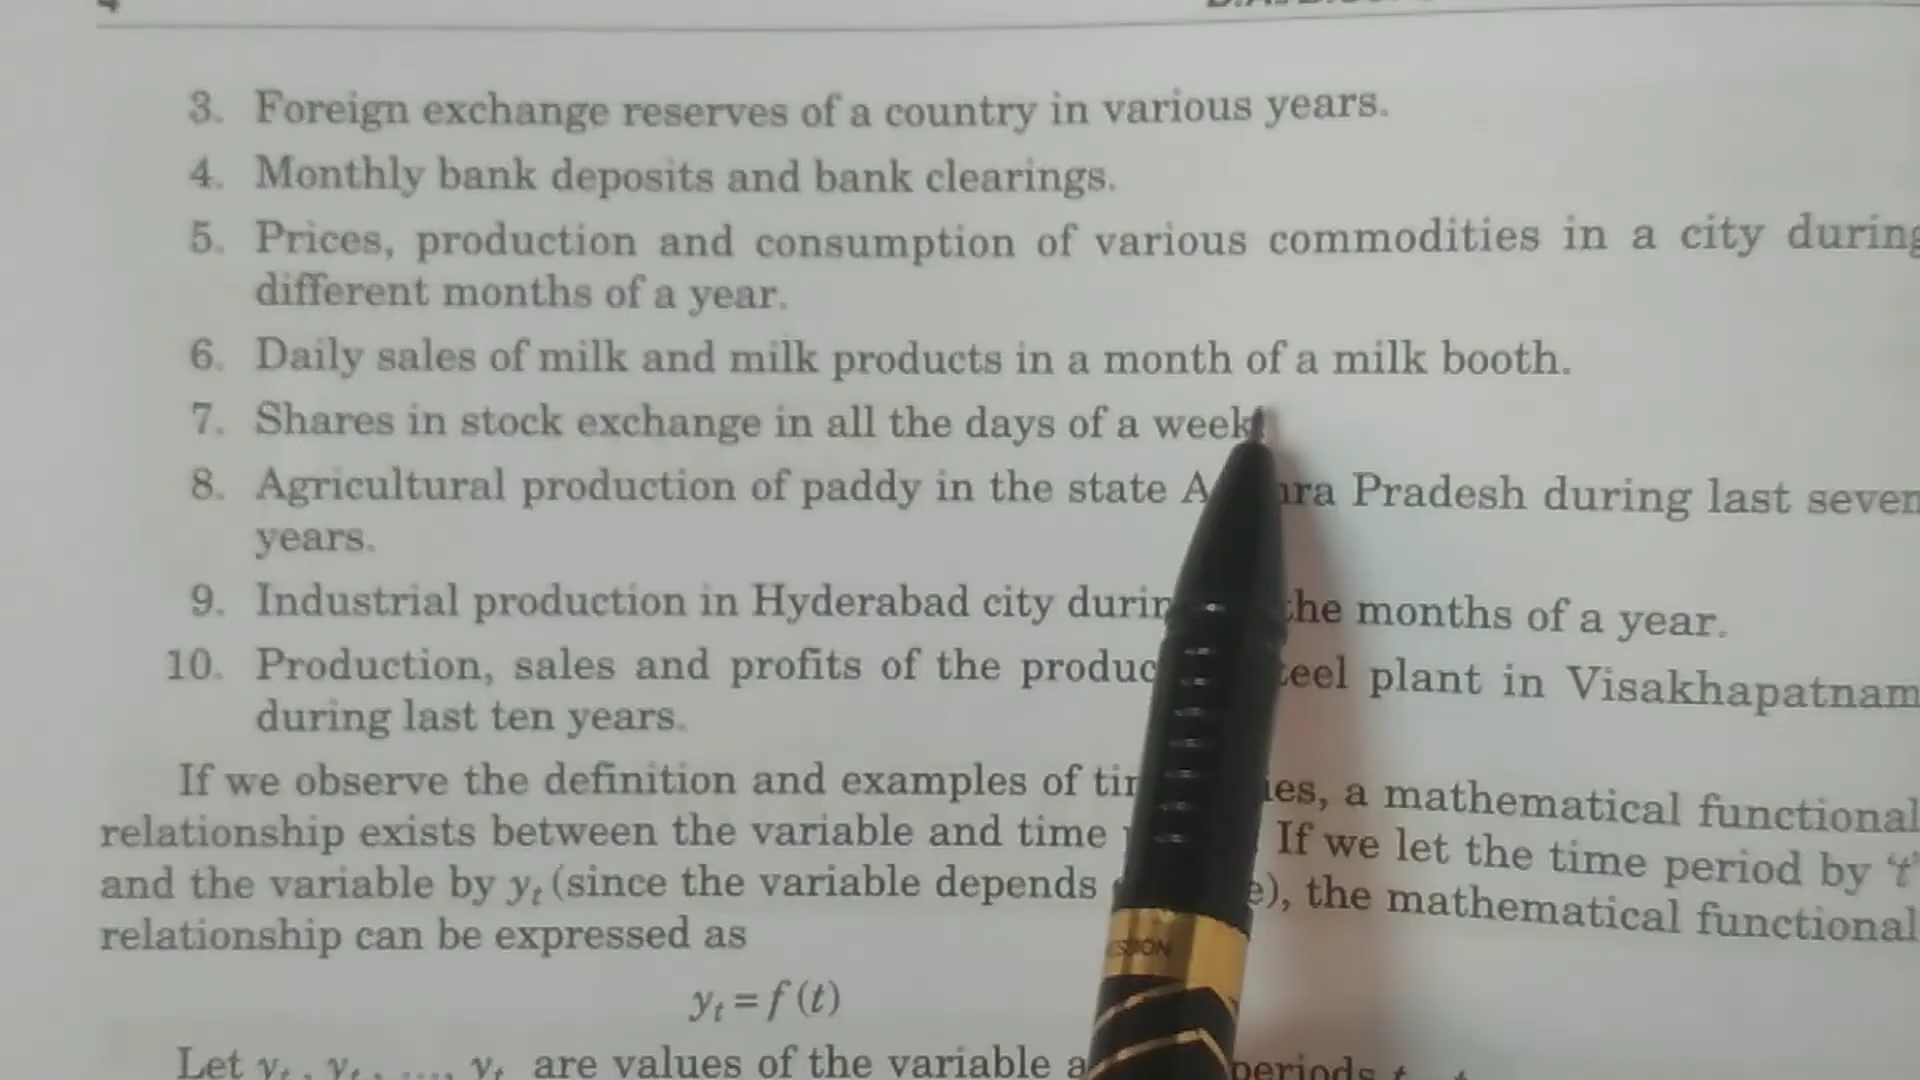 3. Foreign exchange reserves of a country in various years.
4. Monthly bank deposits and bank clearings.
5. Prices, production and consumption of various commodities in a city during
different months of a year.
6. Daily sales of milk and milk products in a month of a milk booth.
7. Shares in stock exchange in all the days of a week
8. Agricultural production of paddy in the state Pradesh during last seven
years.
9. Industrial production in Hyderabad city the months of a year.
10. Production, sales and profits of the plant in Visakhapatnam
during last ten years.
If we observe the definition and examples of a mathematical functional
relationship exists between the variable and time If we let the time period by 't'
and the variable by yₜ (since the variable depends the mathematical functional
relationship can be expressed as
yₜ = f (t)
Let are values of the variable periods